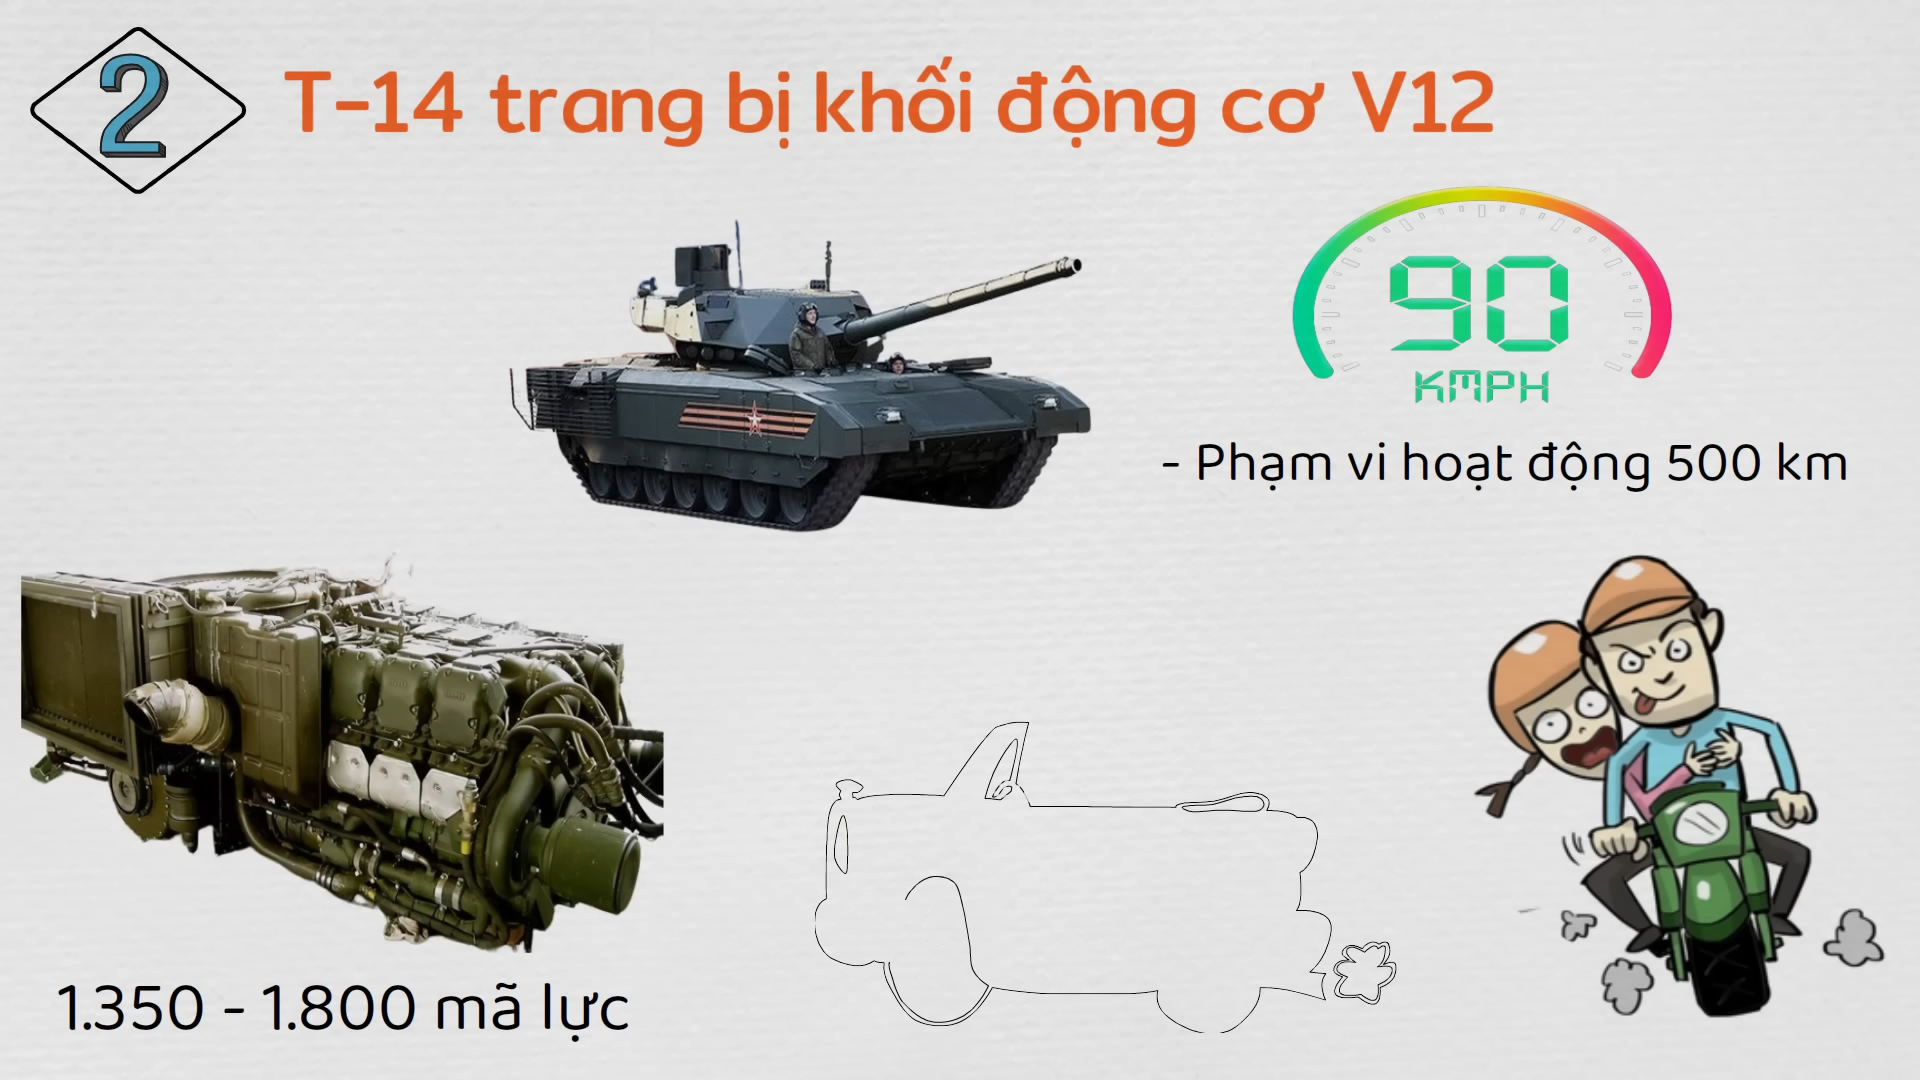 2
T-14 trang bị khối động cơ V12
90
KMPH
- Phạm vi hoạt động 500 km
1.350 - 1.800 mã lực